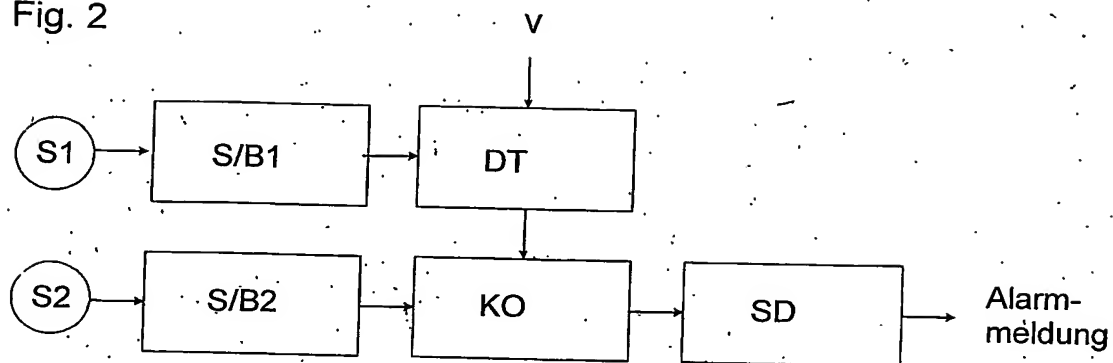 Fig. 2
v
S1
S/B1
DT
S2
S/B2
KO
SD
Alarm-
meldung